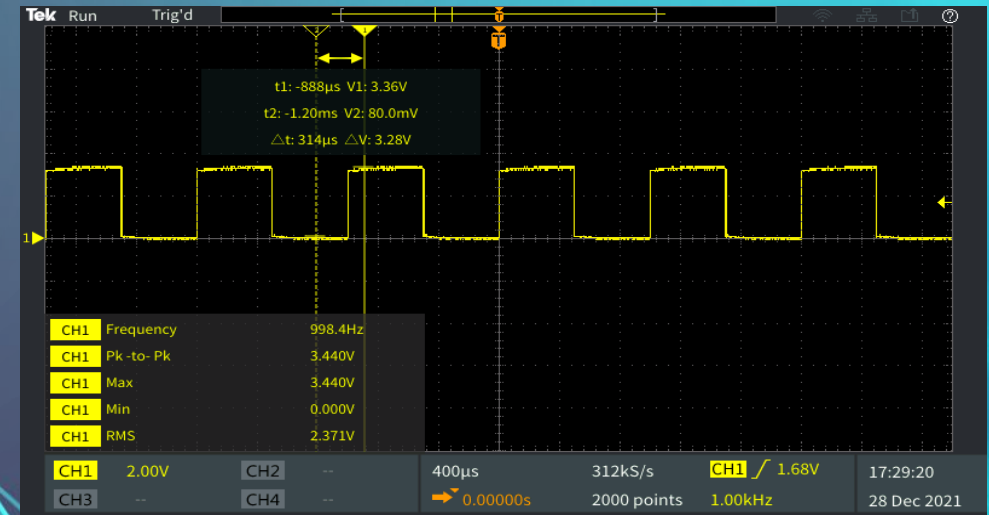 Tek Run Trig'd T ?
2 1 T
t1: -888µs V1: 3.36V
t2: -1.20ms V2: 80.0mV
△t: 314µs △V: 3.28V
1
CH1 Frequency 998.4Hz
CH1 Pk -to- Pk 3.440V
CH1 Max 3.440V
CH1 Min 0.000V
CH1 RMS 2.371V
CH1 2.00V CH2 -- 400µs 312kS/s CH1 1.68V 17:29:20
CH3 -- CH4 -- 0.00000s 2000 points 1.00kHz 28 Dec 2021